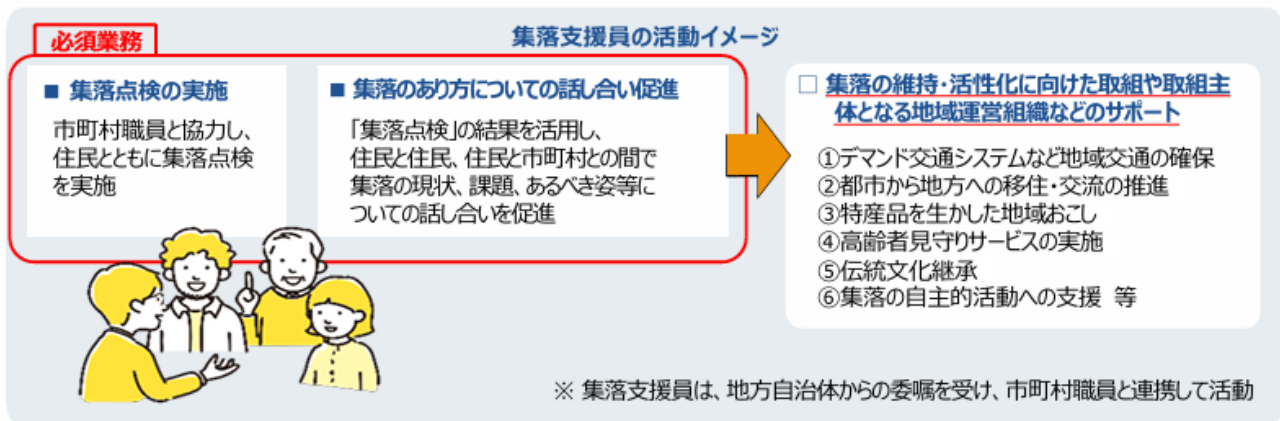 集落支援員の活動イメージ
必須業務
■ 集落点検の実施
市町村職員と協力し、
住民とともに集落点検
を実施
■ 集落のあり方についての話し合い促進
「集落点検」の結果を活用し、
住民と住民、住民と市町村との間で
集落の現状、課題、あるべき姿等に
ついての話し合いを促進
□ 集落の維持・活性化に向けた取組や取組主
体となる地域運営組織などのサポート
①デマンド交通システムなど地域交通の確保
②都市から地方への移住・交流の推進
③特産品を生かした地域おこし
④高齢者見守りサービスの実施
⑤伝統文化継承
⑥集落の自主的活動への支援 等
※ 集落支援員は、地方自治体からの委嘱を受け、市町村職員と連携して活動